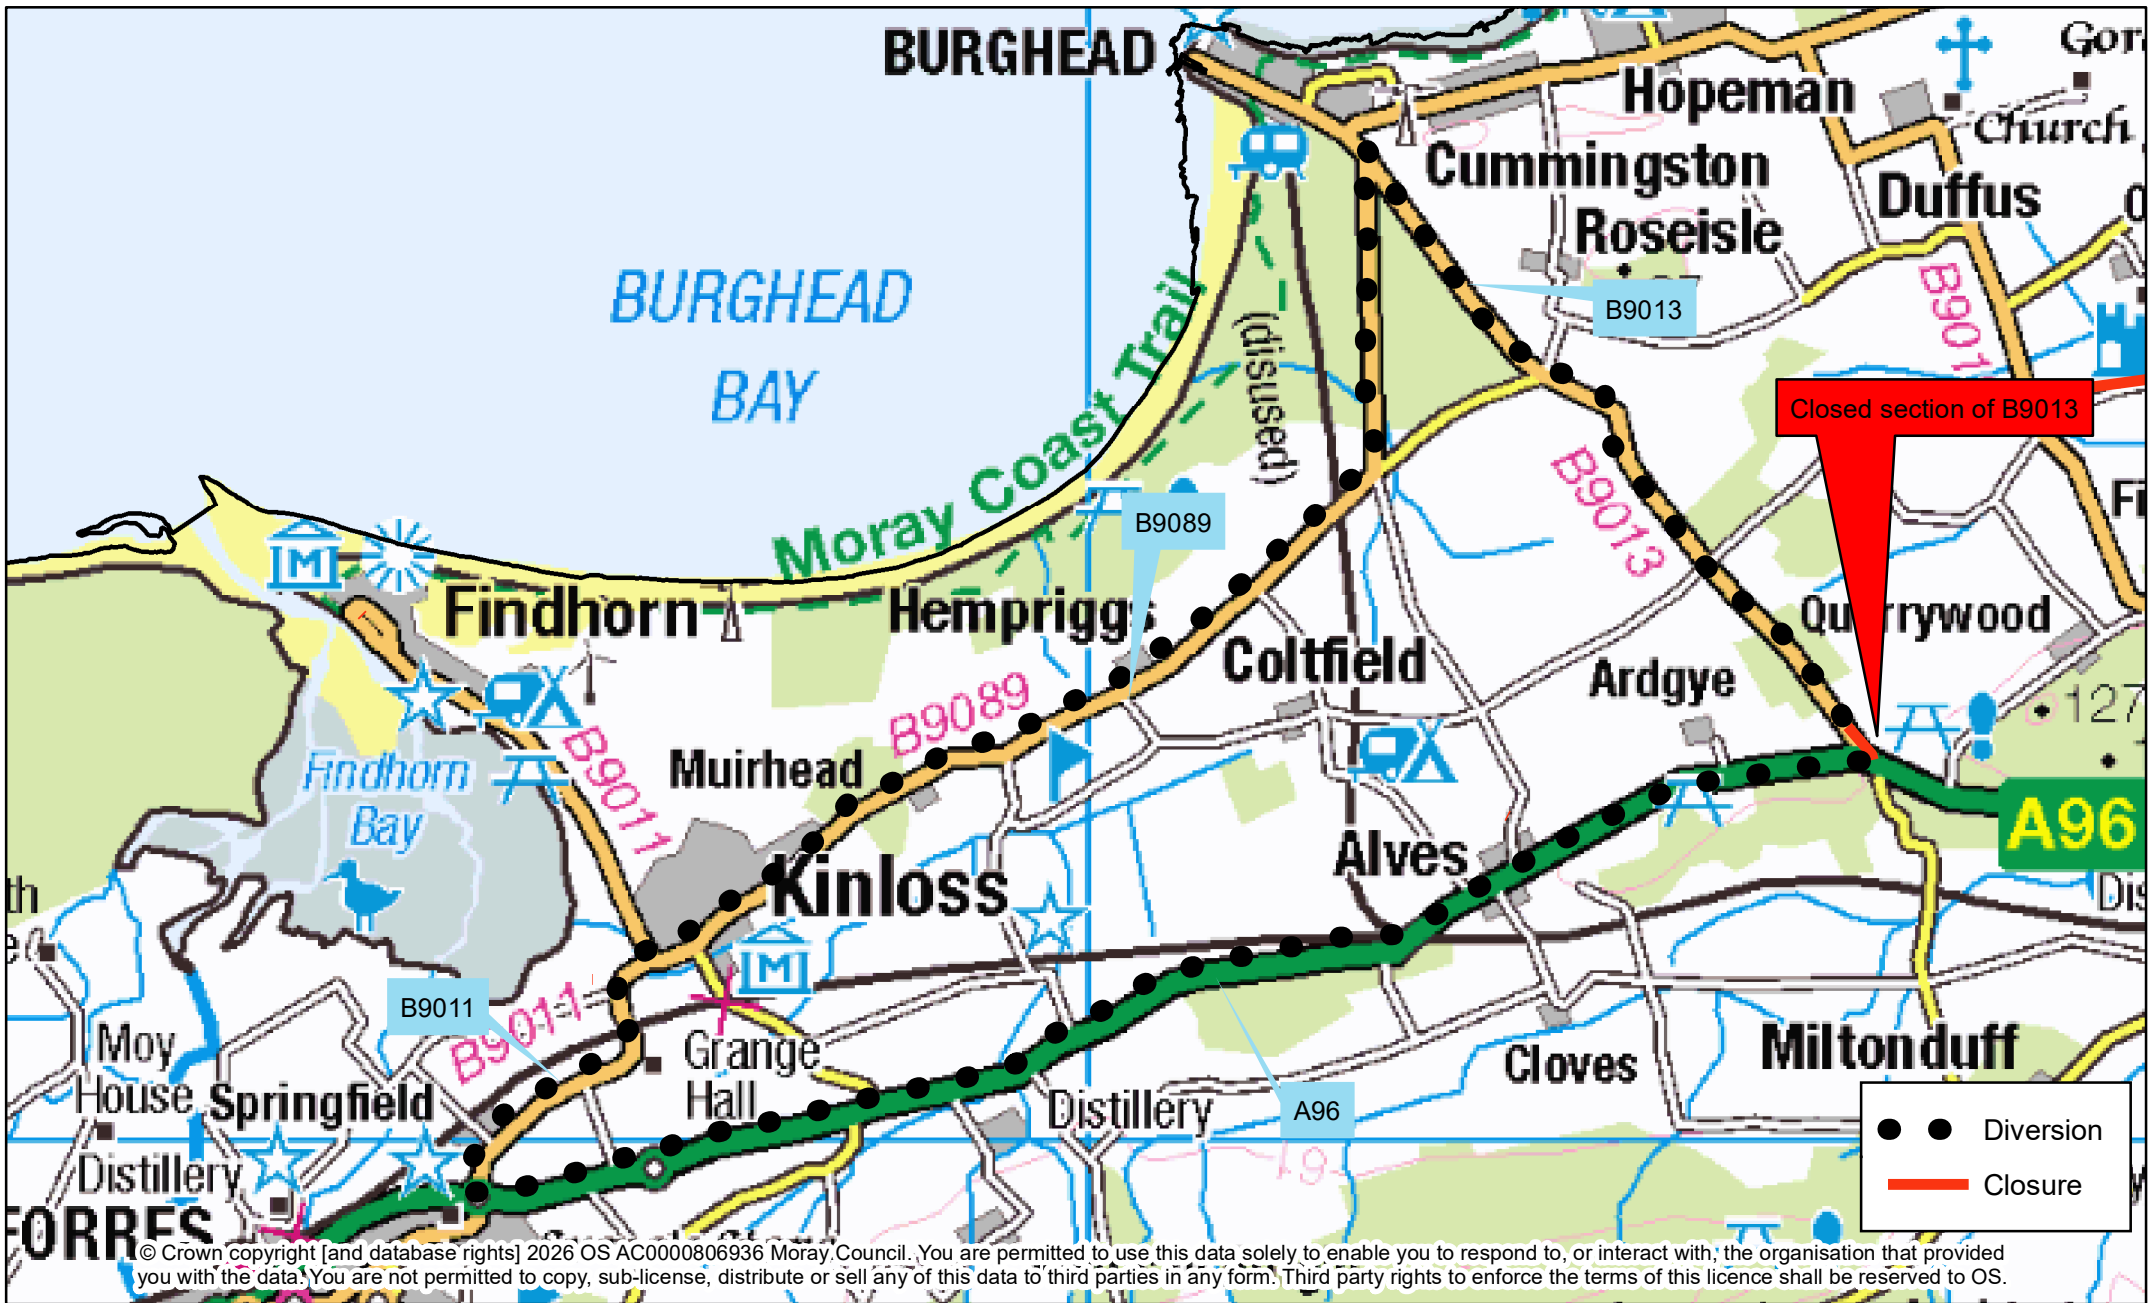 BURGHEAD
Hopeman
Church
Cummingston
Duffus
Roseisle
BURGHEAD
BAY
B9013
B901
Closed section of B9013
(disused)
Moray Coast Trail
B9089
B9013
Findhorn
Hempriggs
Quarrywood
Coltfield
Ardgye
127
B9089
B9011
Muirhead
Findhorn
Bay
A96
Alves
Kinloss
th
B9011
B9011
Moy
House
Grange
Hall
Springfield
Cloves
Miltonduff
Distillery
A96
Distillery
FORRES
Diversion
Closure
© Crown copyright [and database rights] 2026 OS AC0000806936 Moray Council. You are permitted to use this data solely to enable you to respond to, or interact with, the organisation that provided
you with the data. You are not permitted to copy, sub-license, distribute or sell any of this data to third parties in any form. Third party rights to enforce the terms of this licence shall be reserved to OS.